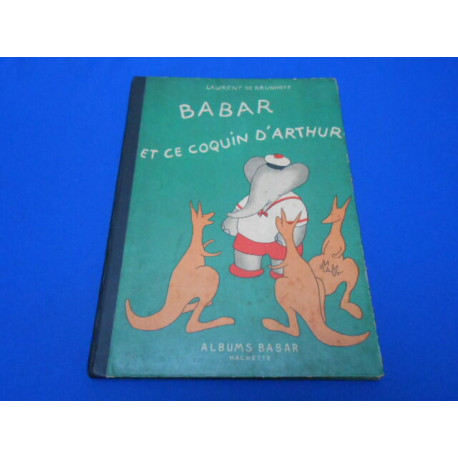 LAURENT DE BRUNHOFF
BABAR
ET CE COQUIN D'ARTHUR
ALBUMS BABAR
HACHETTE